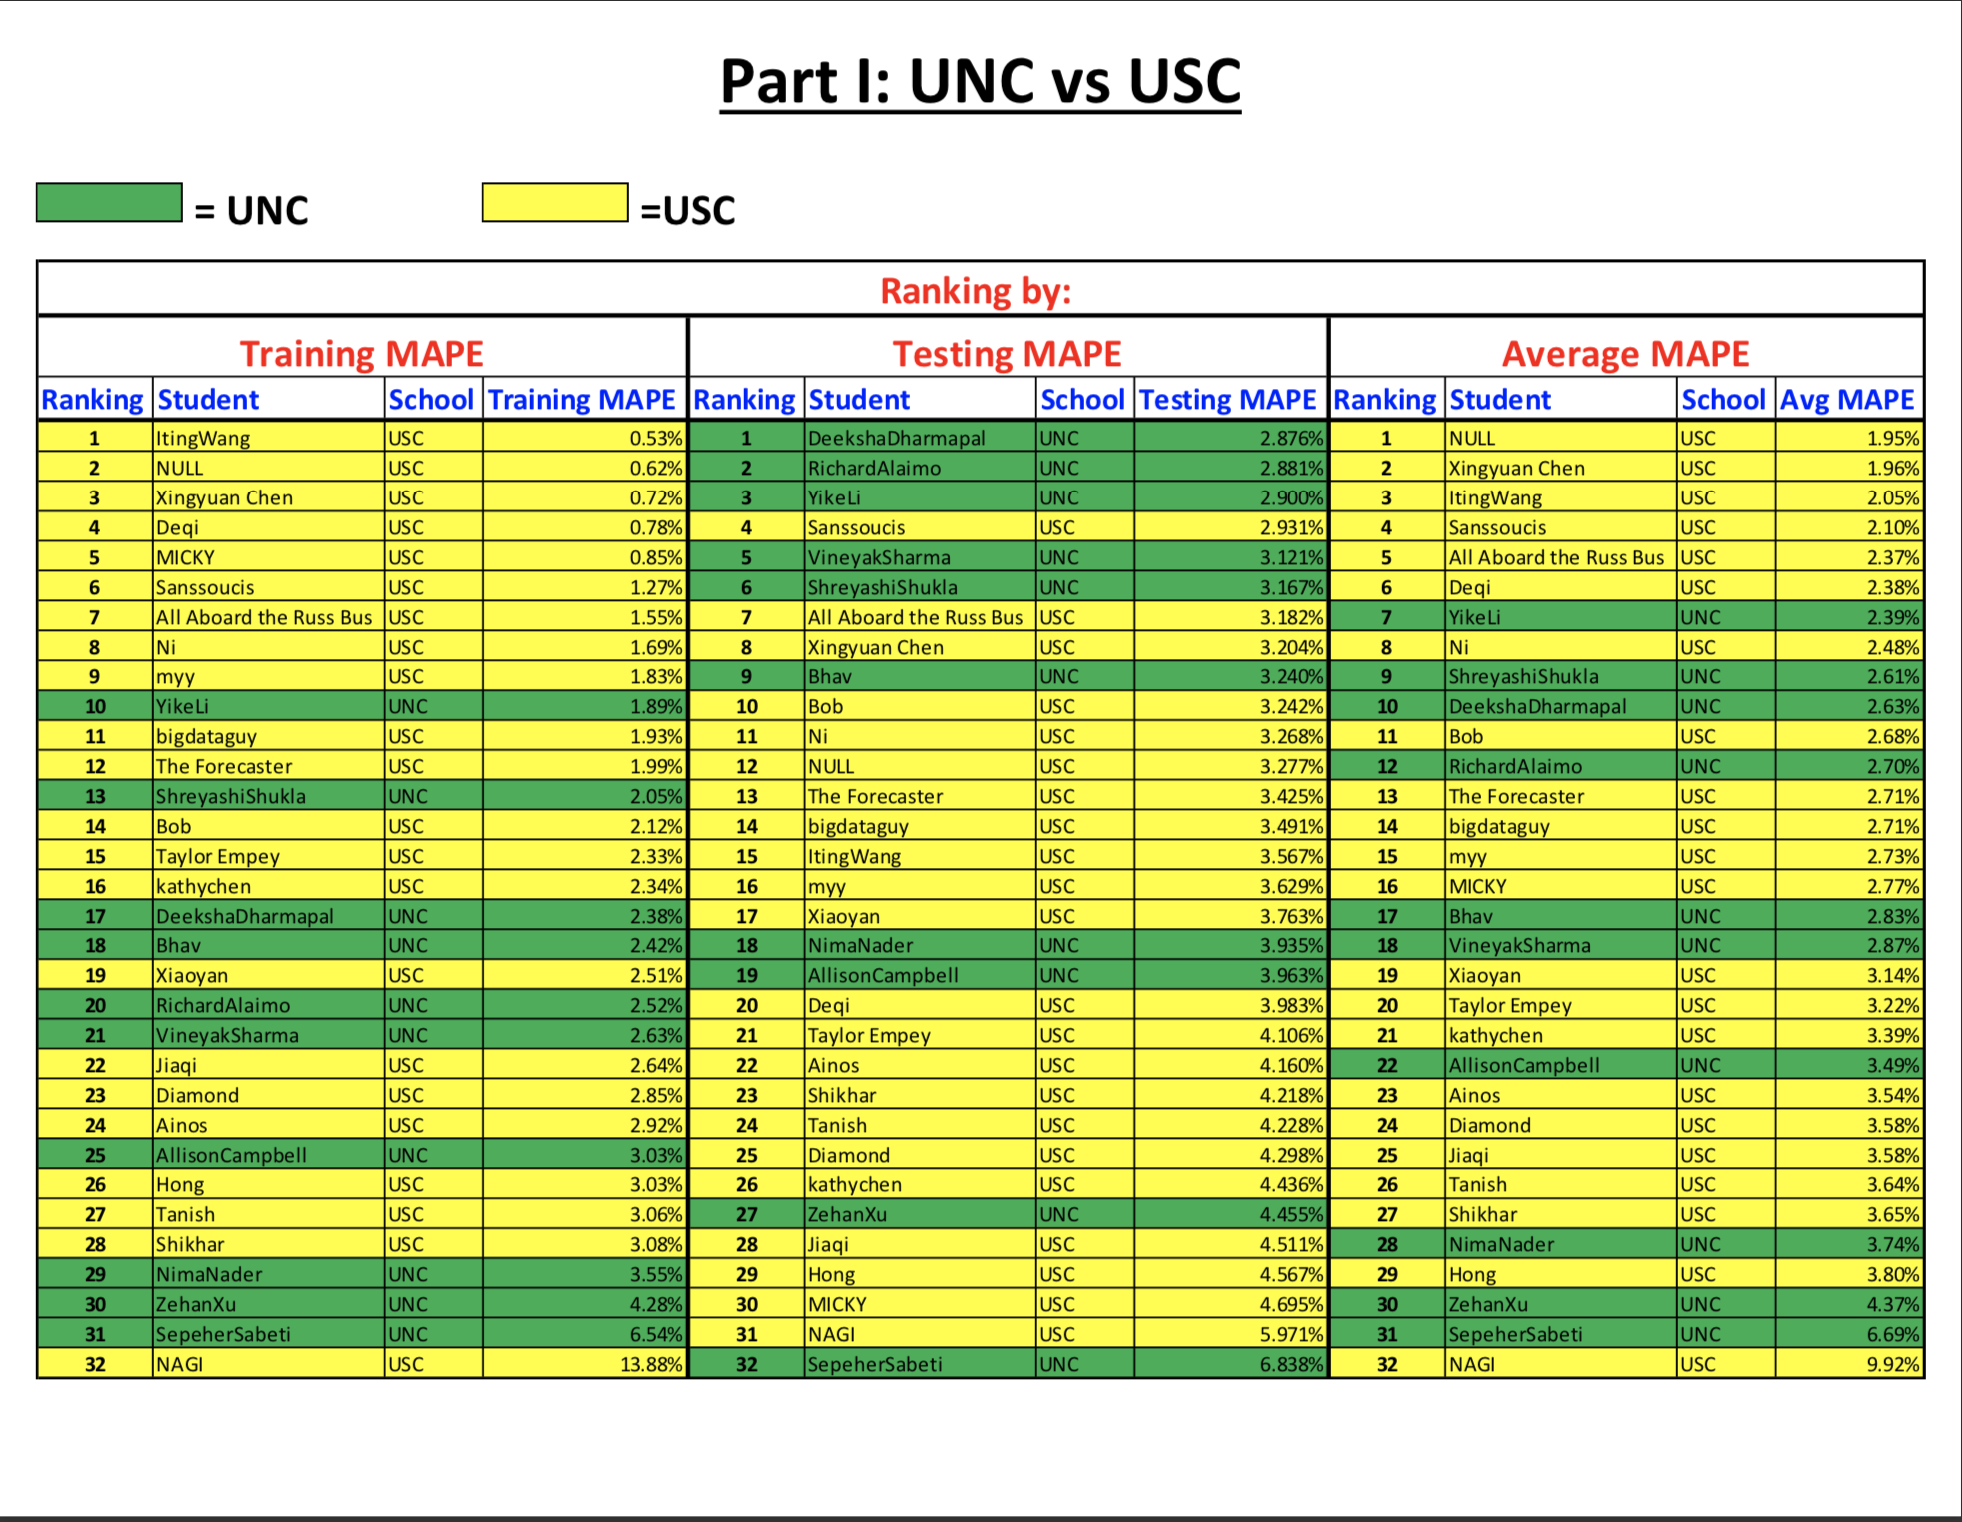 Part I: UNC vs USC
= UNC =USC
Ranking by:
Training MAPE Testing MAPE Average MAPE
Ranking Student School Training MAPE Ranking Student School Testing MAPE Ranking Student School Avg MAPE
1 ItingWang USC 0.53% 1 DeekshaDharmapal UNC 2.876% 1 NULL USC 1.95%
2 NULL USC 0.62% 2 RichardAlaimo UNC 2.881% 2 Xingyuan Chen USC 1.96%
3 Xingyuan Chen USC 0.72% 3 YikeLi UNC 2.900% 3 ItingWang USC 2.05%
4 Deqi USC 0.78% 4 Sanssoucis USC 2.931% 4 Sanssoucis USC 2.10%
5 MICKY USC 0.85% 5 VineyakSharma UNC 3.121% 5 All Aboard the Russ Bus USC 2.37%
6 Sanssoucis USC 1.27% 6 ShreyashiShukla UNC 3.167% 6 Deqi USC 2.38%
7 All Aboard the Russ Bus USC 1.55% 7 All Aboard the Russ Bus USC 3.182% 7 YikeLi UNC 2.39%
8 Ni USC 1.69% 8 Xingyuan Chen USC 3.204% 8 Ni USC 2.48%
9 myy USC 1.83% 9 Bhav UNC 3.240% 9 ShreyashiShukla UNC 2.61%
10 YikeLi UNC 1.89% 10 Bob USC 3.242% 10 DeekshaDharmapal UNC 2.63%
11 bigdataguy USC 1.93% 11 Ni USC 3.268% 11 Bob USC 2.68%
12 The Forecaster USC 1.99% 12 NULL USC 3.277% 12 RichardAlaimo UNC 2.70%
13 ShreyashiShukla UNC 2.05% 13 The Forecaster USC 3.425% 13 The Forecaster USC 2.71%
14 Bob USC 2.12% 14 bigdataguy USC 3.491% 14 bigdataguy USC 2.71%
15 Taylor Empey USC 2.33% 15 ItingWang USC 3.567% 15 myy USC 2.73%
16 kathychen USC 2.34% 16 myy USC 3.629% 16 MICKY USC 2.77%
17 DeekshaDharmapal UNC 2.38% 17 Xiaoyan USC 3.763% 17 Bhav UNC 2.83%
18 Bhav UNC 2.42% 18 NimaNader UNC 3.935% 18 VineyakSharma UNC 2.87%
19 Xiaoyan USC 2.51% 19 AllisonCampbell UNC 3.963% 19 Xiaoyan USC 3.14%
20 RichardAlaimo UNC 2.52% 20 Deqi USC 3.983% 20 Taylor Empey USC 3.22%
21 VineyakSharma UNC 2.63% 21 Taylor Empey USC 4.106% 21 kathychen USC 3.39%
22 Jiaqi USC 2.64% 22 Ainos USC 4.160% 22 AllisonCampbell UNC 3.49%
23 Diamond USC 2.85% 23 Shikhar USC 4.218% 23 Ainos USC 3.54%
24 Ainos USC 2.92% 24 Tanish USC 4.228% 24 Diamond USC 3.58%
25 AllisonCampbell UNC 3.03% 25 Diamond USC 4.298% 25 Jiaqi USC 3.58%
26 Hong USC 3.03% 26 kathychen USC 4.436% 26 Tanish USC 3.64%
27 Tanish USC 3.06% 27 ZehanXu UNC 4.455% 27 Shikhar USC 3.65%
28 Shikhar USC 3.08% 28 Jiaqi USC 4.511% 28 NimaNader UNC 3.74%
29 NimaNader UNC 3.55% 29 Hong USC 4.567% 29 Hong USC 3.80%
30 ZehanXu UNC 4.28% 30 MICKY USC 4.695% 30 ZehanXu UNC 4.37%
31 SepeherSabeti UNC 6.54% 31 NAGI USC 5.971% 31 SepeherSabeti UNC 6.69%
32 NAGI USC 13.88% 32 SepeherSabeti UNC 6.838% 32 NAGI USC 9.92%